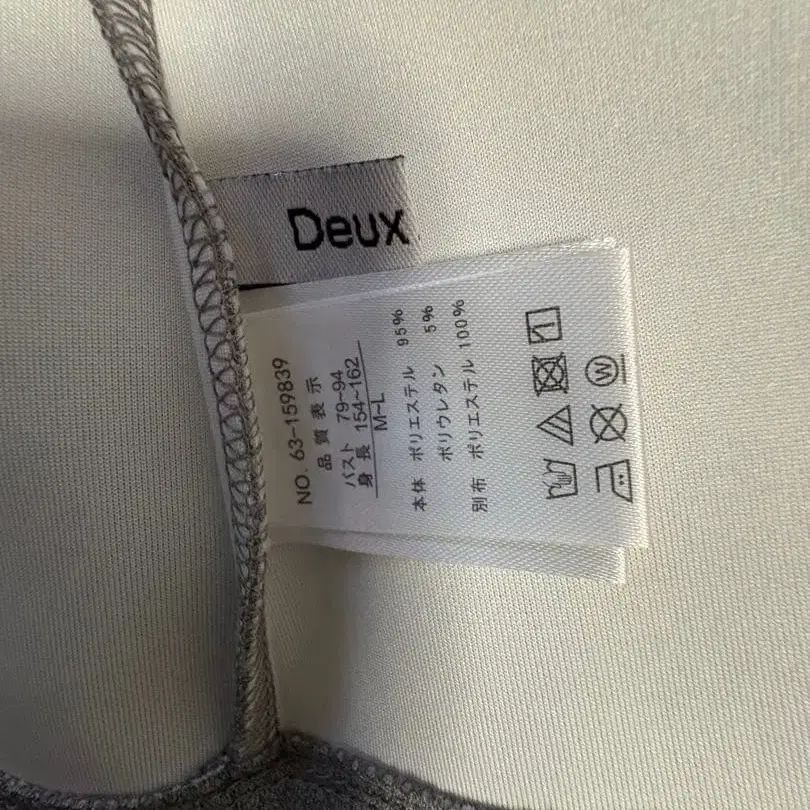 Deux
NO. 63-159839
品質表示
バスト 79~94
身長 154~162
M~L
本体 ポリエステル 95%
ポリウレタン 5%
別布 ポリエステル 100%
W